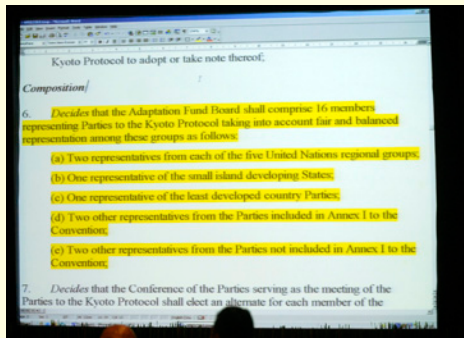 Kyoto Protocol to adopt or take note thereof;
Composition
6. Decides that the Adaptation Fund Board shall comprise 16 members
representing Parties to the Kyoto Protocol taking into account fair and balanced
representation among these groups as follows:
(a) Two representatives from each of the five United Nations regional groups;
(b) One representative of the small island developing States;
(c) One representative of the least developed country Parties;
(d) Two other representatives from the Parties included in Annex I to the
Convention;
(e) Two other representatives from the Parties not included in Annex I to the
Convention;
7. Decides that the Conference of the Parties serving as the meeting of the
Parties to the Kyoto Protocol shall elect an alternate for each member of the